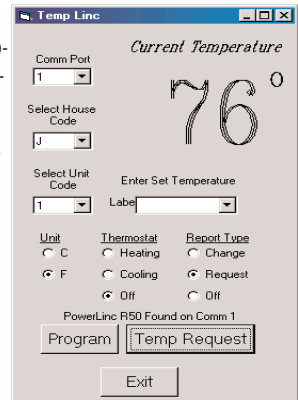 Temp Linc
Current Temperature
Comm Port
1
76°
Select House
Code
J
Select Unit
Code
1
Enter Set Temperature
Label
Unit
Thermostat
Report Type
C
Heating
Change
F
Cooling
Request
Off
Off
PowerLinc R50 Found on Comm 1
Program
Temp Request
Exit